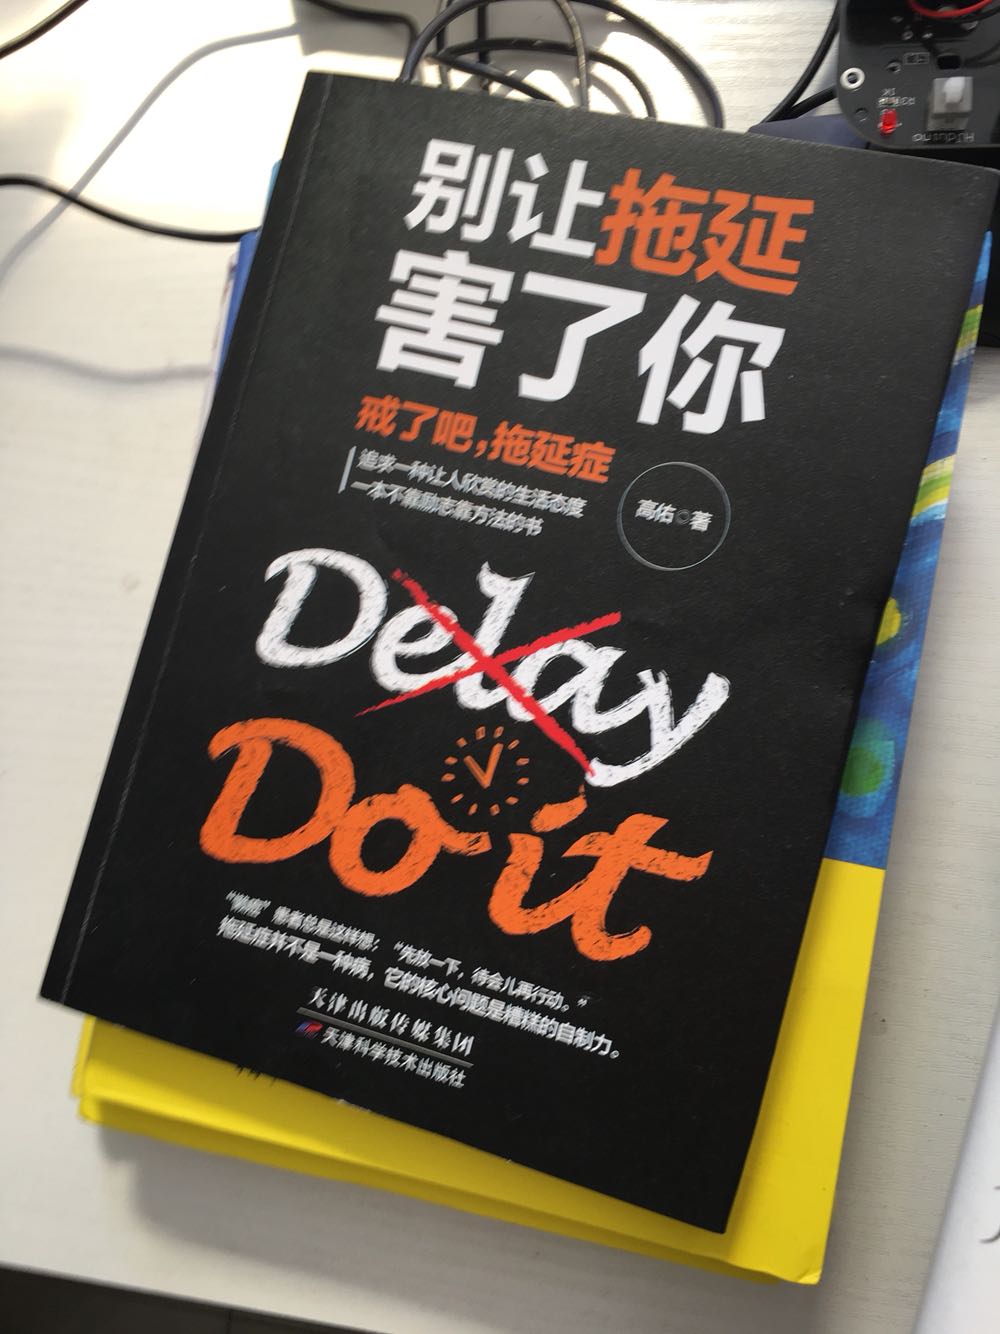 别让拖延
害了你
戒了吧，拖延症
追求一种让人欣赏的生活态度
一本不靠励志靠方法的书
高佑◎著
Delay
Do it
患者总是这样想：“先放一下，待会儿再行动。”
拖延症并不是一种病，它的核心问题是糟糕的自制力。
天津出版传媒集团
天津科学技术出版社
HJduino